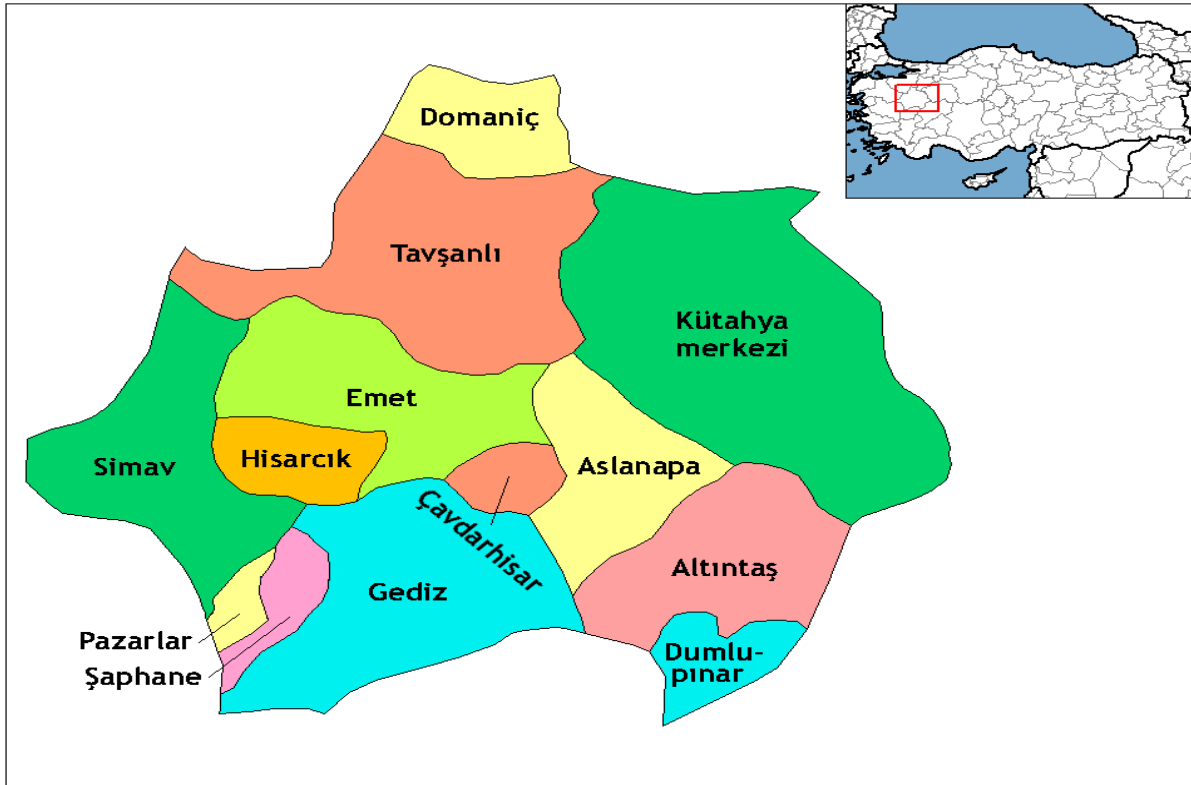 Domaniç
Tavşanlı
Kütahya
merkezi
Emet
Simav
Hisarcık
Aslanapa
Çavdarhisar
Altıntaş
Gediz
Pazarlar
Şaphane
Dumlu-
pınar